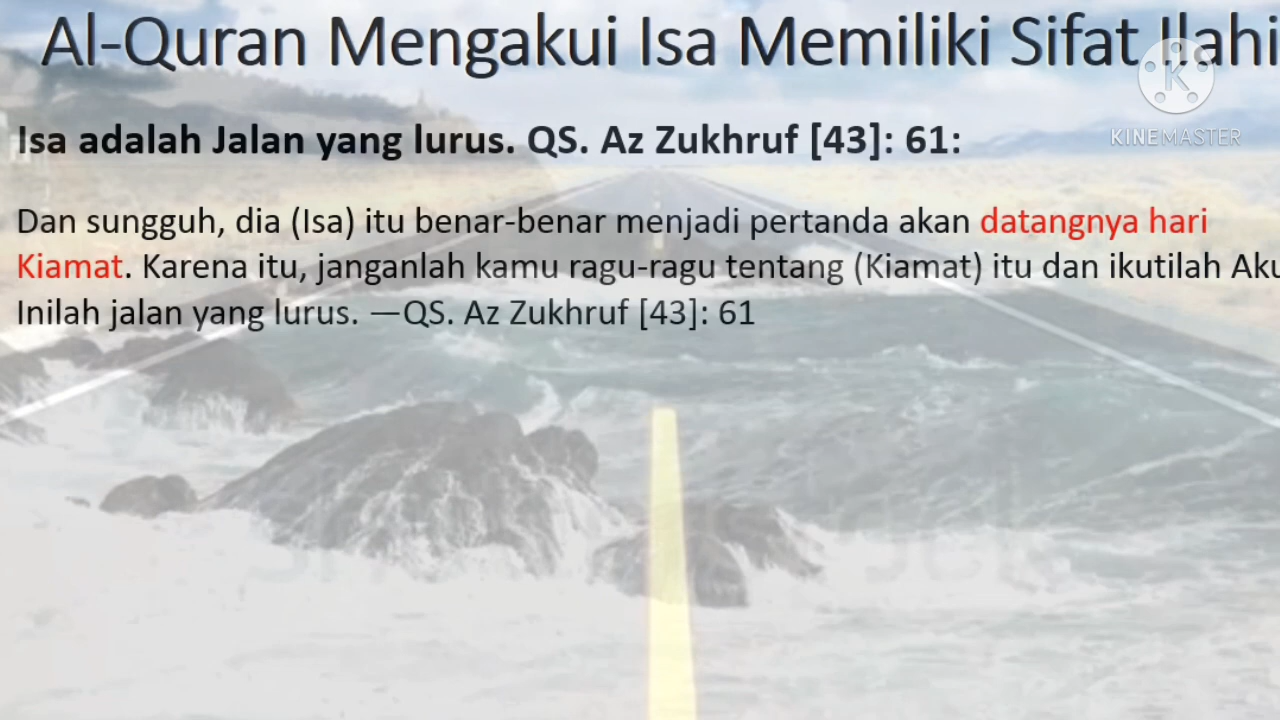 Al-Quran Mengakui Isa Memiliki Sifat Ilahi
KINEMASTER
Isa adalah Jalan yang lurus. QS. Az Zukhruf [43]: 61:
Dan sungguh, dia (Isa) itu benar-benar menjadi pertanda akan datangnya hari
Kiamat. Karena itu, janganlah kamu ragu-ragu tentang (Kiamat) itu dan ikutilah Aku
Inilah jalan yang lurus. —QS. Az Zukhruf [43]: 61